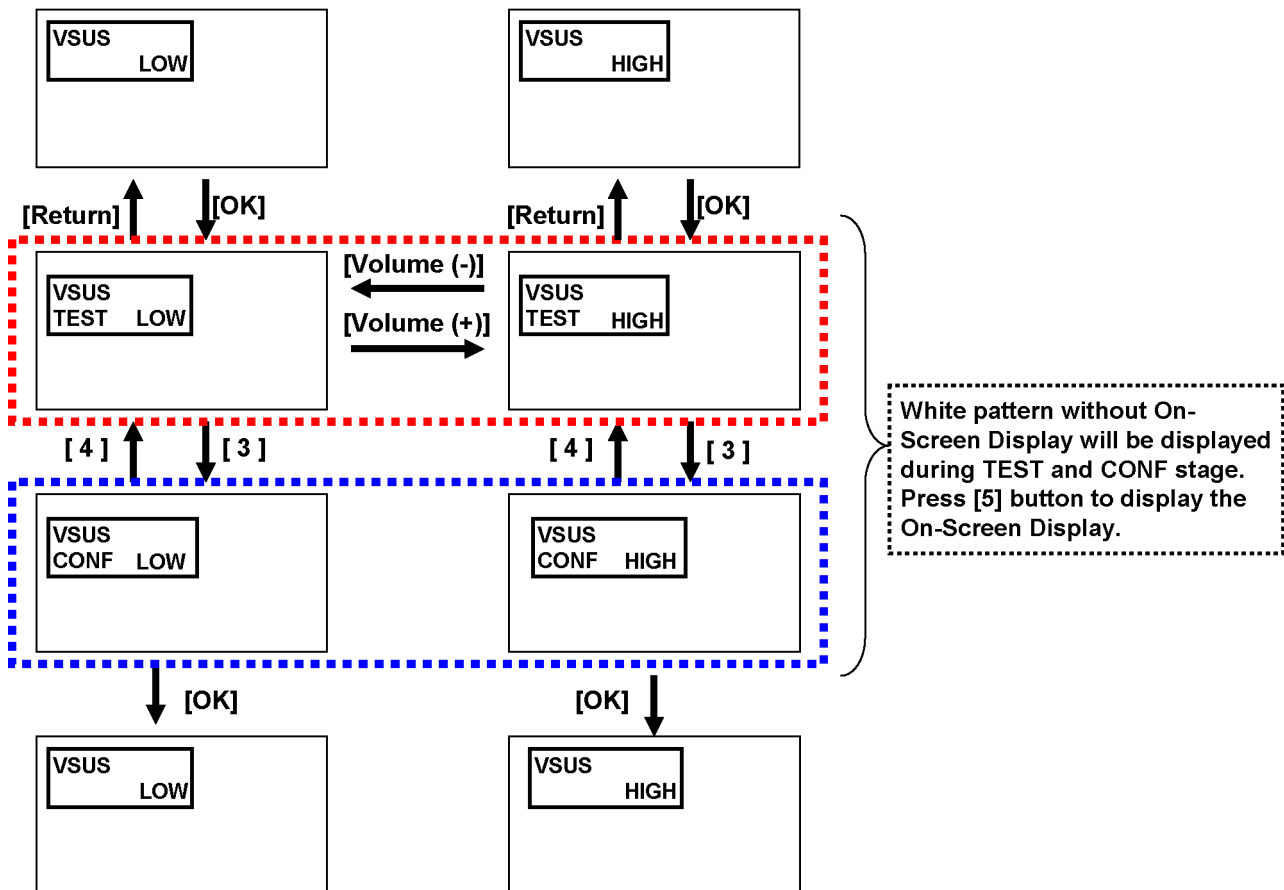 VSUS
LOW
VSUS
HIGH
[Return]
[OK]
[Return]
[OK]
VSUS
TEST LOW
[Volume (-)]
[Volume (+)]
VSUS
TEST HIGH
[ 4 ]
[ 3 ]
[ 4 ]
[ 3 ]
White pattern without On-
Screen Display will be displayed
during TEST and CONF stage.
Press [5] button to display the
On-Screen Display.
VSUS
CONF LOW
VSUS
CONF HIGH
[OK]
[OK]
VSUS
LOW
VSUS
HIGH